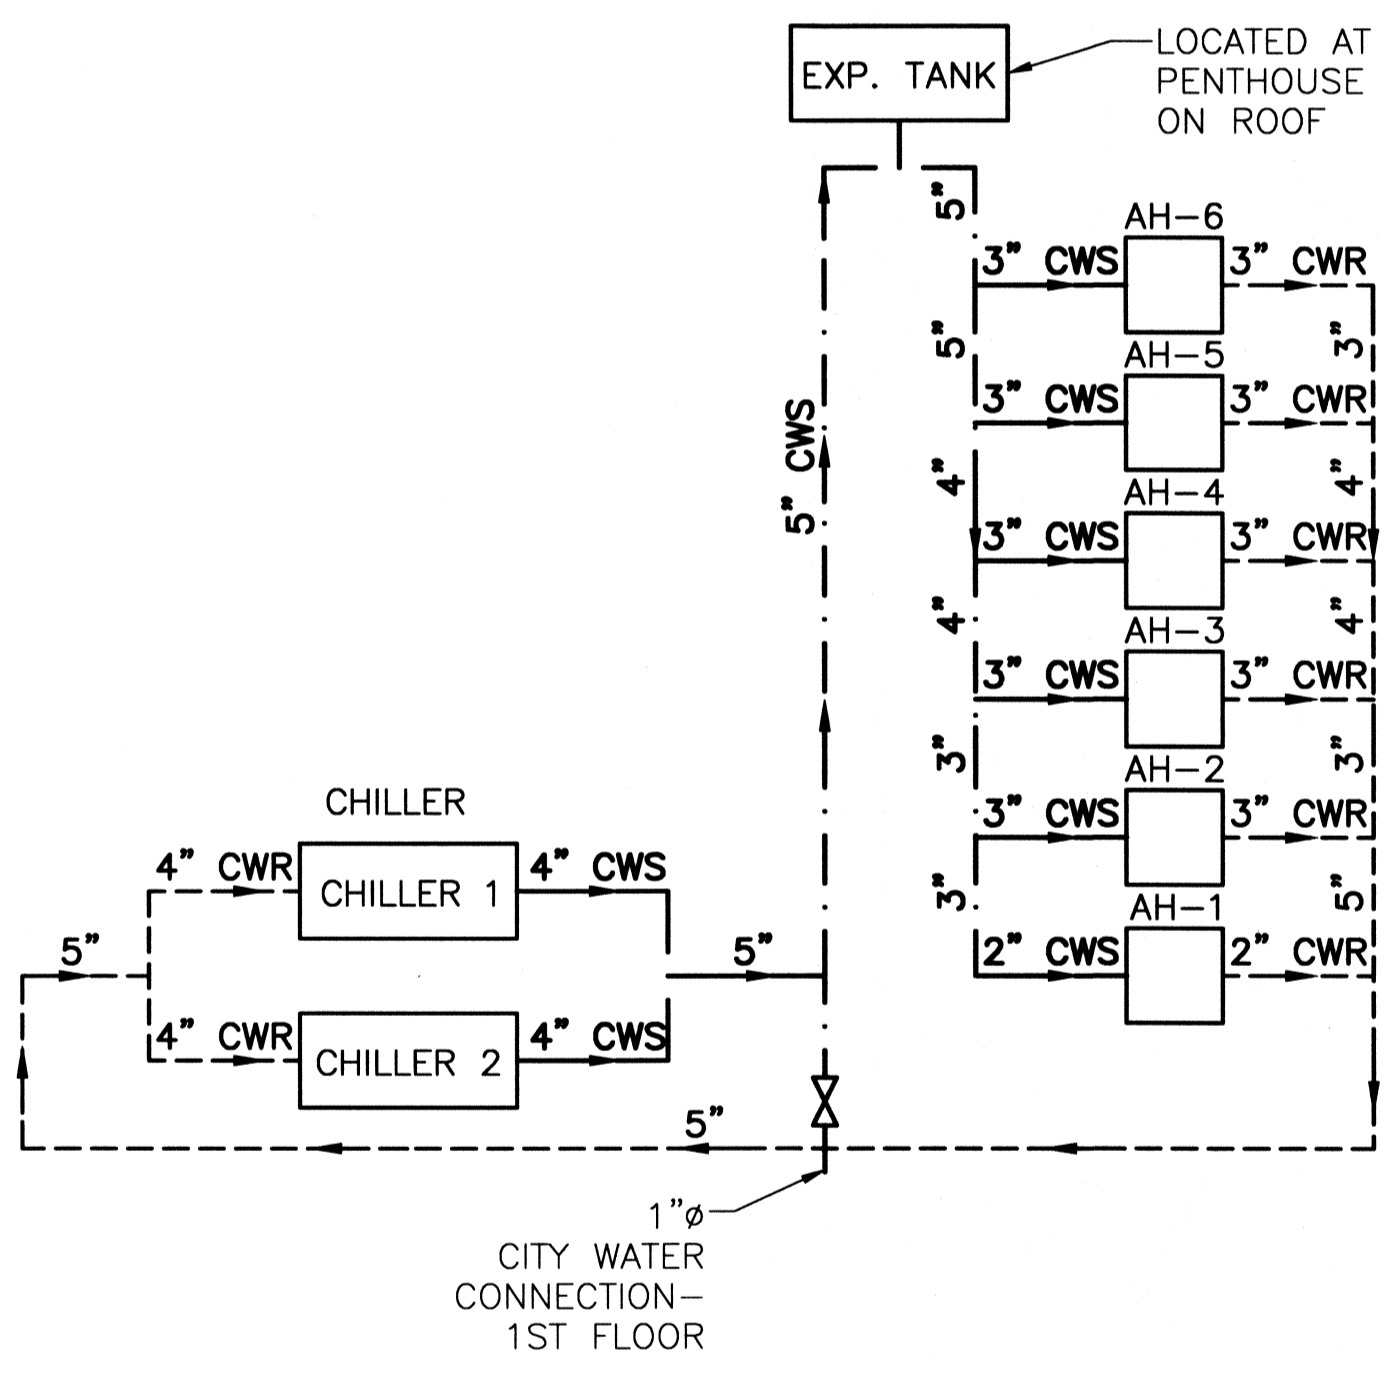 EXP. TANK
LOCATED AT
PENTHOUSE
ON ROOF
5"
AH-6
3" CWS
3" CWR
5"
3"
AH-5
3" CWS
3" CWR
5" CWS
4"
4"
AH-4
3" CWS
3" CWR
4"
4"
AH-3
3" CWS
3" CWR
3"
3"
AH-2
3" CWS
3" CWR
3"
5"
AH-1
2" CWS
2" CWR
CHILLER
4" CWR
CHILLER 1
4" CWS
5"
5"
4" CWR
CHILLER 2
4" CWS
5"
1"ø
CITY WATER
CONNECTION-
1ST FLOOR